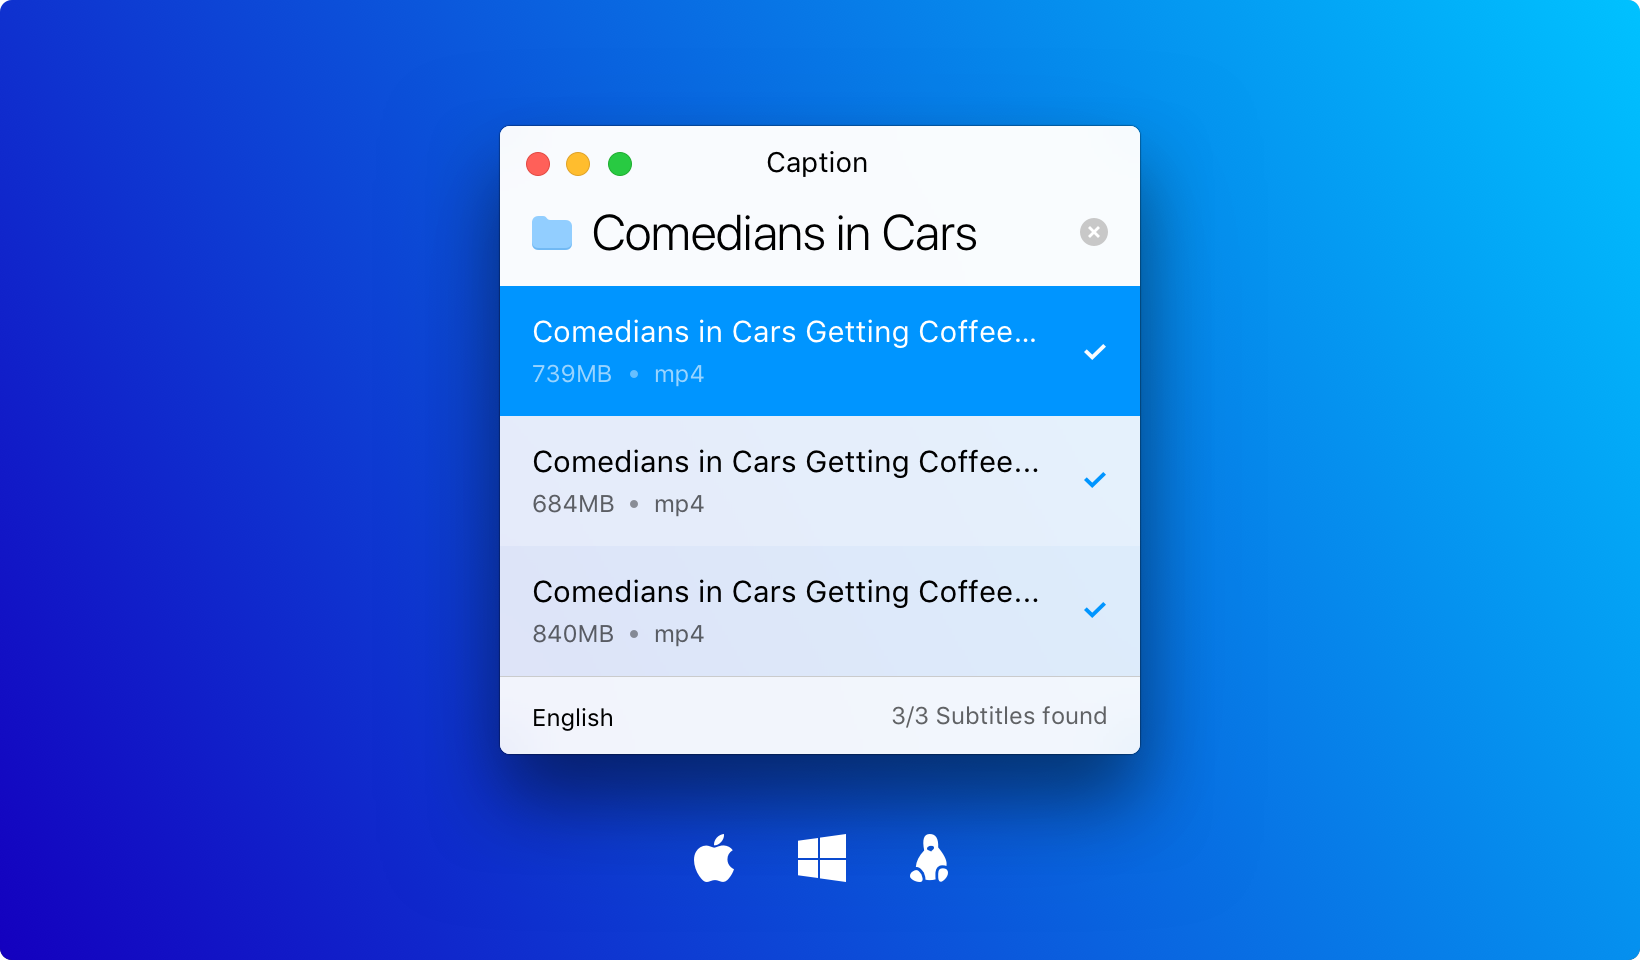 Caption
Comedians in Cars
Comedians in Cars Getting Coffee...
739MB • mp4
Comedians in Cars Getting Coffee...
684MB • mp4
Comedians in Cars Getting Coffee...
840MB • mp4
English
3/3 Subtitles found